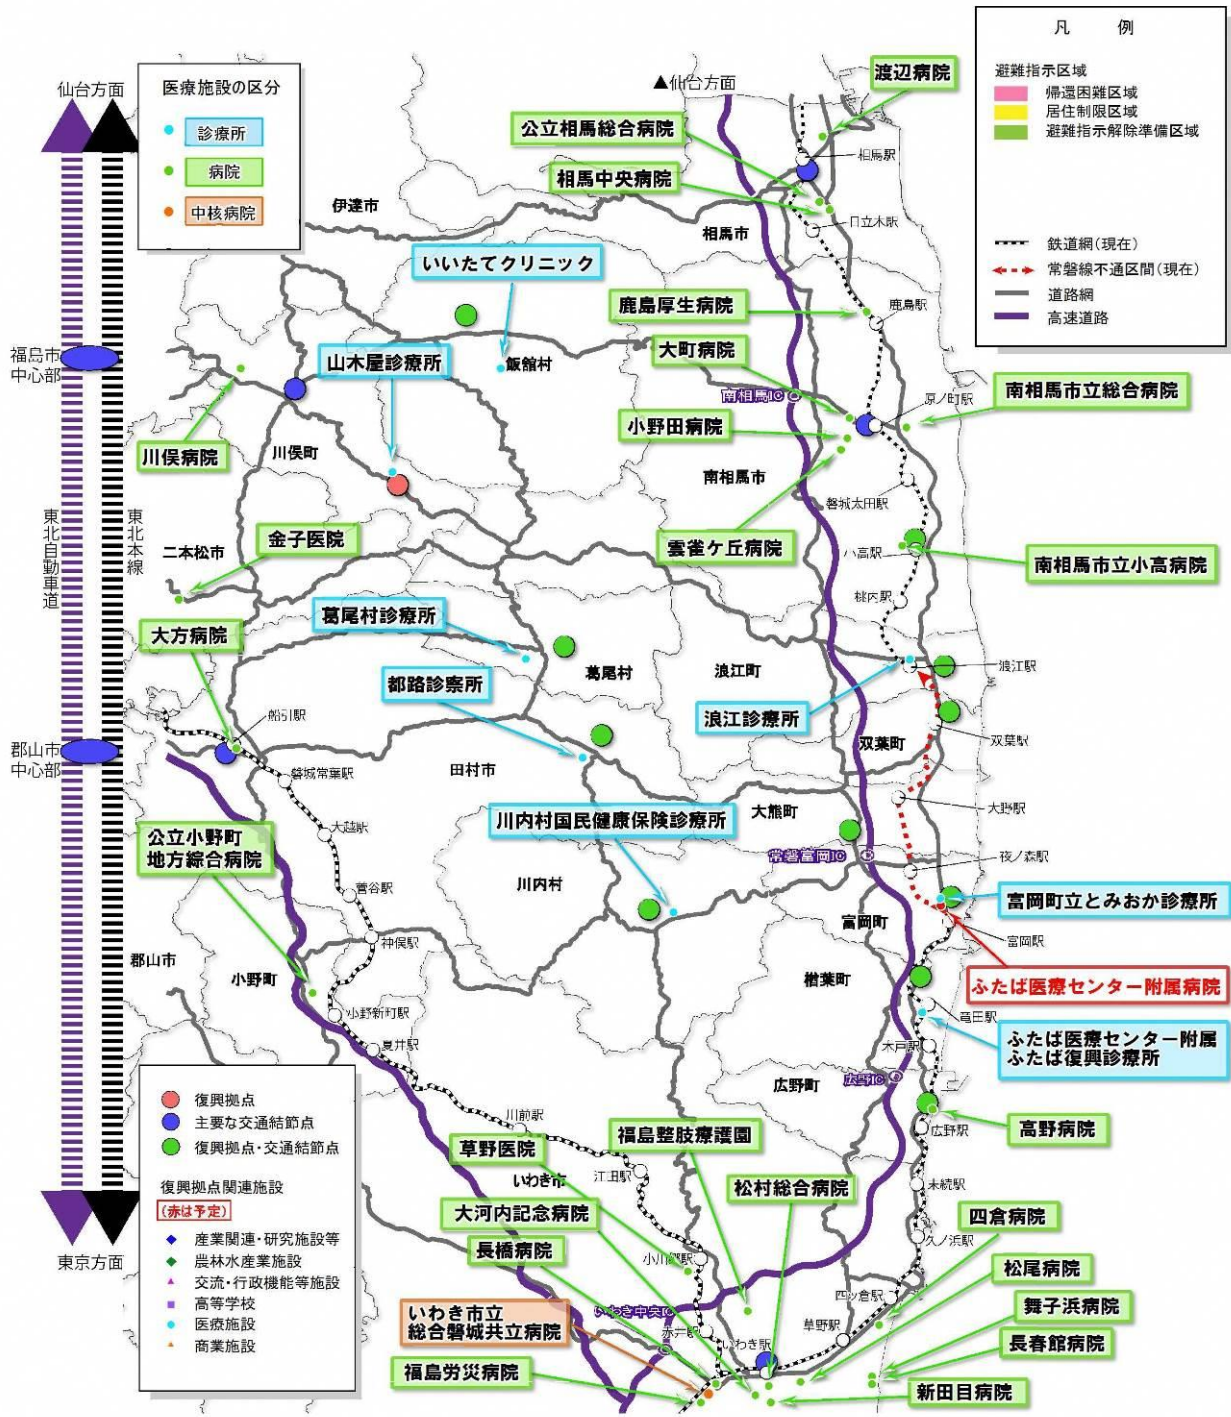 凡 例
避難指示区域
帰還困難区域
居住制限区域
避難指示解除準備区域
鉄道網(現在)
常磐線不通区間(現在)
道路網
高速道路
仙台方面
医療施設の区分
診療所
病院
中核病院
▲仙台方面
渡辺病院
公立相馬総合病院
相馬駅
相馬中央病院
伊達市
日立木駅
相馬市
いいたてクリニック
鹿島厚生病院
鹿島駅
福島市
中心部
山木屋診療所
飯舘村
大町病院
南相馬IC
原ノ町駅
南相馬市立総合病院
小野田病院
川俣病院
川俣町
南相馬市
磐城太田駅
東北自動車道
東北本線
二本松市
金子医院
雲雀ケ丘病院
小高駅
南相馬市立小高病院
桃内駅
大方病院
葛尾村診療所
葛尾村
浪江町
浪江駅
都路診察所
浪江診療所
船引駅
双葉町
双葉駅
郡山市
中心部
磐城常葉駅
田村市
大熊町
大野駅
大越駅
川内村国民健康保険診療所
公立小野町
地方綜合病院
常磐富岡IC
夜ノ森駅
菅谷駅
川内村
富岡町立とみおか診療所
富岡町
富岡駅
神俣駅
郡山市
小野町
楢葉町
ふたば医療センター附属病院
小野新町駅
竜田駅
夏井駅
木戸駅
ふたば医療センター附属
ふたば復興診療所
広野町
広野IC
復興拠点
主要な交通結節点
復興拠点・交通結節点
川前駅
広野駅
高野病院
福島整肢療護園
草野医院
江田駅
いわき市
末続駅
復興拠点関連施設
(赤は予定)
松村総合病院
大河内記念病院
四倉病院
産業関連・研究施設等
農林水産業施設
交流・行政機能等施設
高等学校
医療施設
商業施設
東京方面
長橋病院
小川郷駅
久ノ浜駅
松尾病院
四ッ倉駅
舞子浜病院
いわき市立
総合磐城共立病院
いわき中央IC
赤井駅
いわき駅
草野駅
長春館病院
福島労災病院
新田目病院